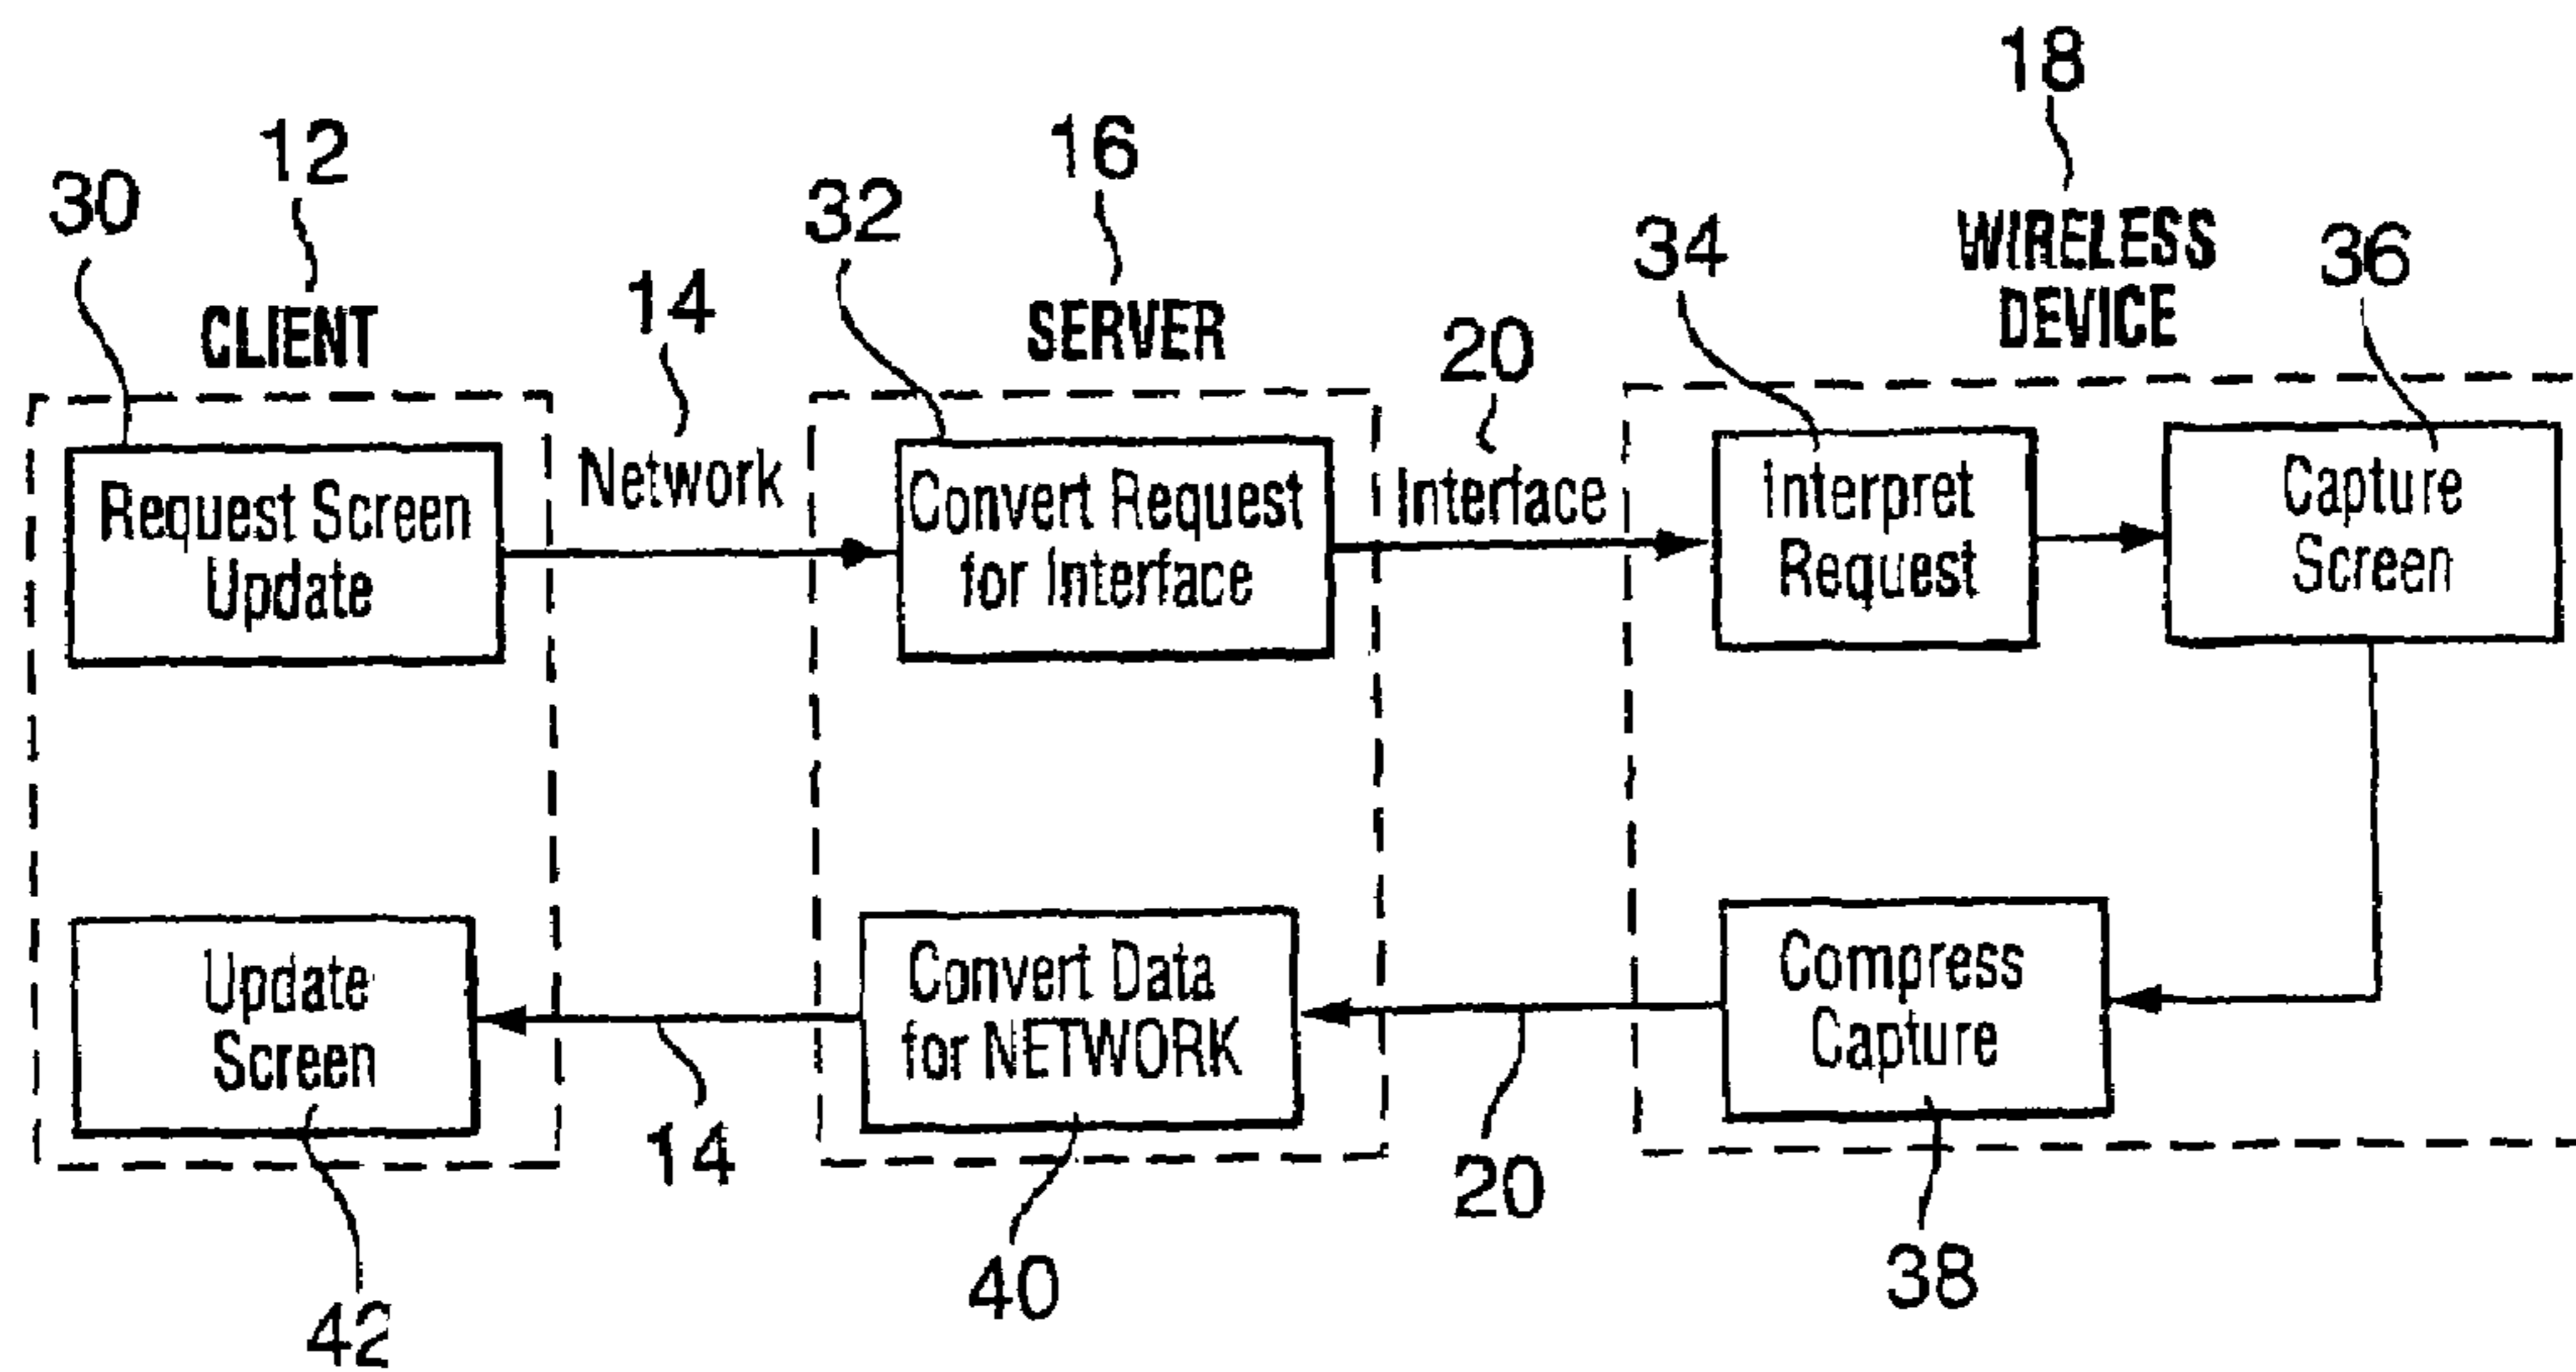 18
12
16
30
32
34
36
WIRELESS
DEVICE
14
20
CLIENT
SERVER
Network
Interface
Request Screen
Update
Convert Request
for Interface
Interpret
Request
Capture
Screen
Update
Screen
Convert Data
for NETWORK
Compress
Capture
14
20
42
40
38